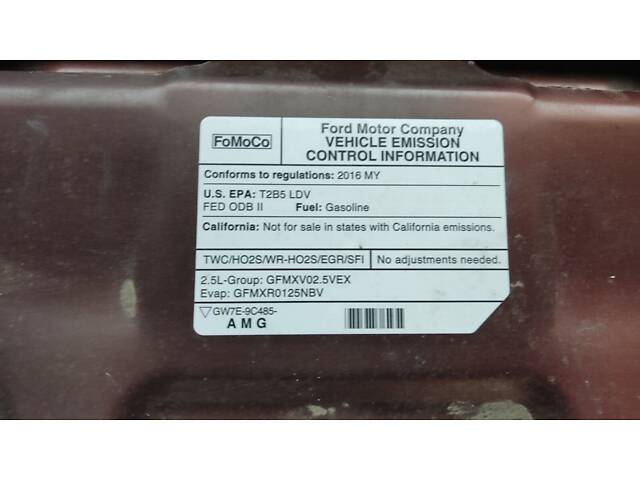 FoMoCo
Ford Motor Company
VEHICLE EMISSION
CONTROL INFORMATION
Conforms to regulations: 2016 MY
U.S. EPA: T2B5 LDV
FED ODB II Fuel: Gasoline
California: Not for sale in states with California emissions.
TWC/HO2S/WR-HO2S/EGR/SFI No adjustments needed.
2.5L-Group: GFMXV02.5VEX
Evap: GFMXR0125NBV
GW7E-9C485-
AMG